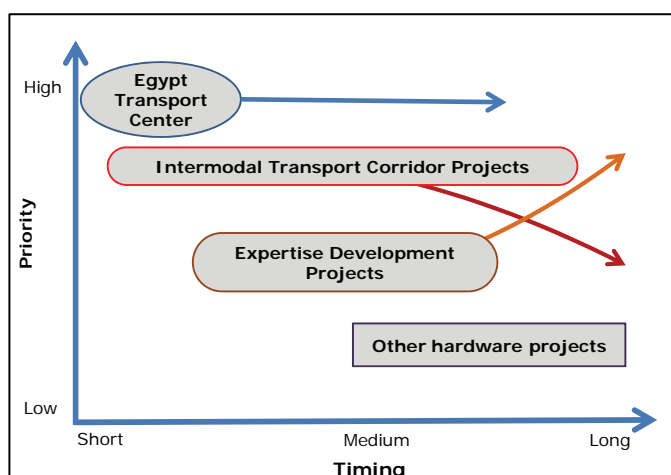 High
Egypt
Transport
Center
Intermodal Transport Corridor Projects
Priority
Expertise Development
Projects
Other hardware projects
Low
Short
Medium
Long
Timing